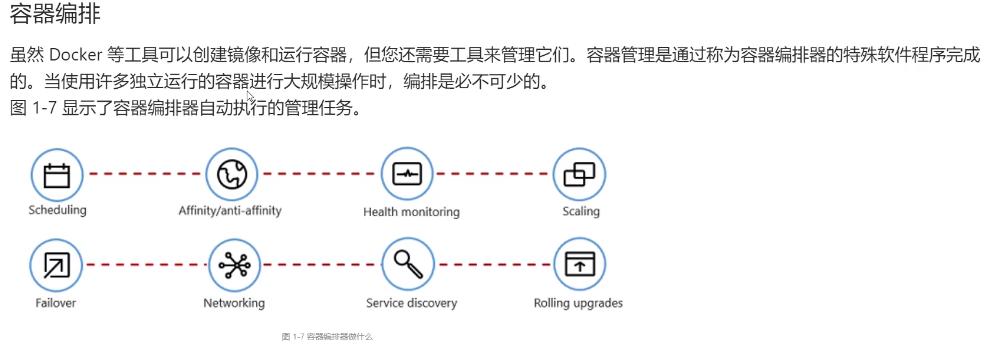 容器编排
虽然 Docker 等工具可以创建镜像和运行容器，但您还需要工具来管理它们。容器管理是通过称为容器编排器的特殊软件程序完成
的。当使用许多独立运行的容器进行大规模操作时，编排是必不可少的。
图 1-7 显示了容器编排器自动执行的管理任务。
Scheduling Affinity/anti-affinity Health monitoring Scaling
Failover Networking Service discovery Rolling upgrades
图 1-7 容器编排器做什么